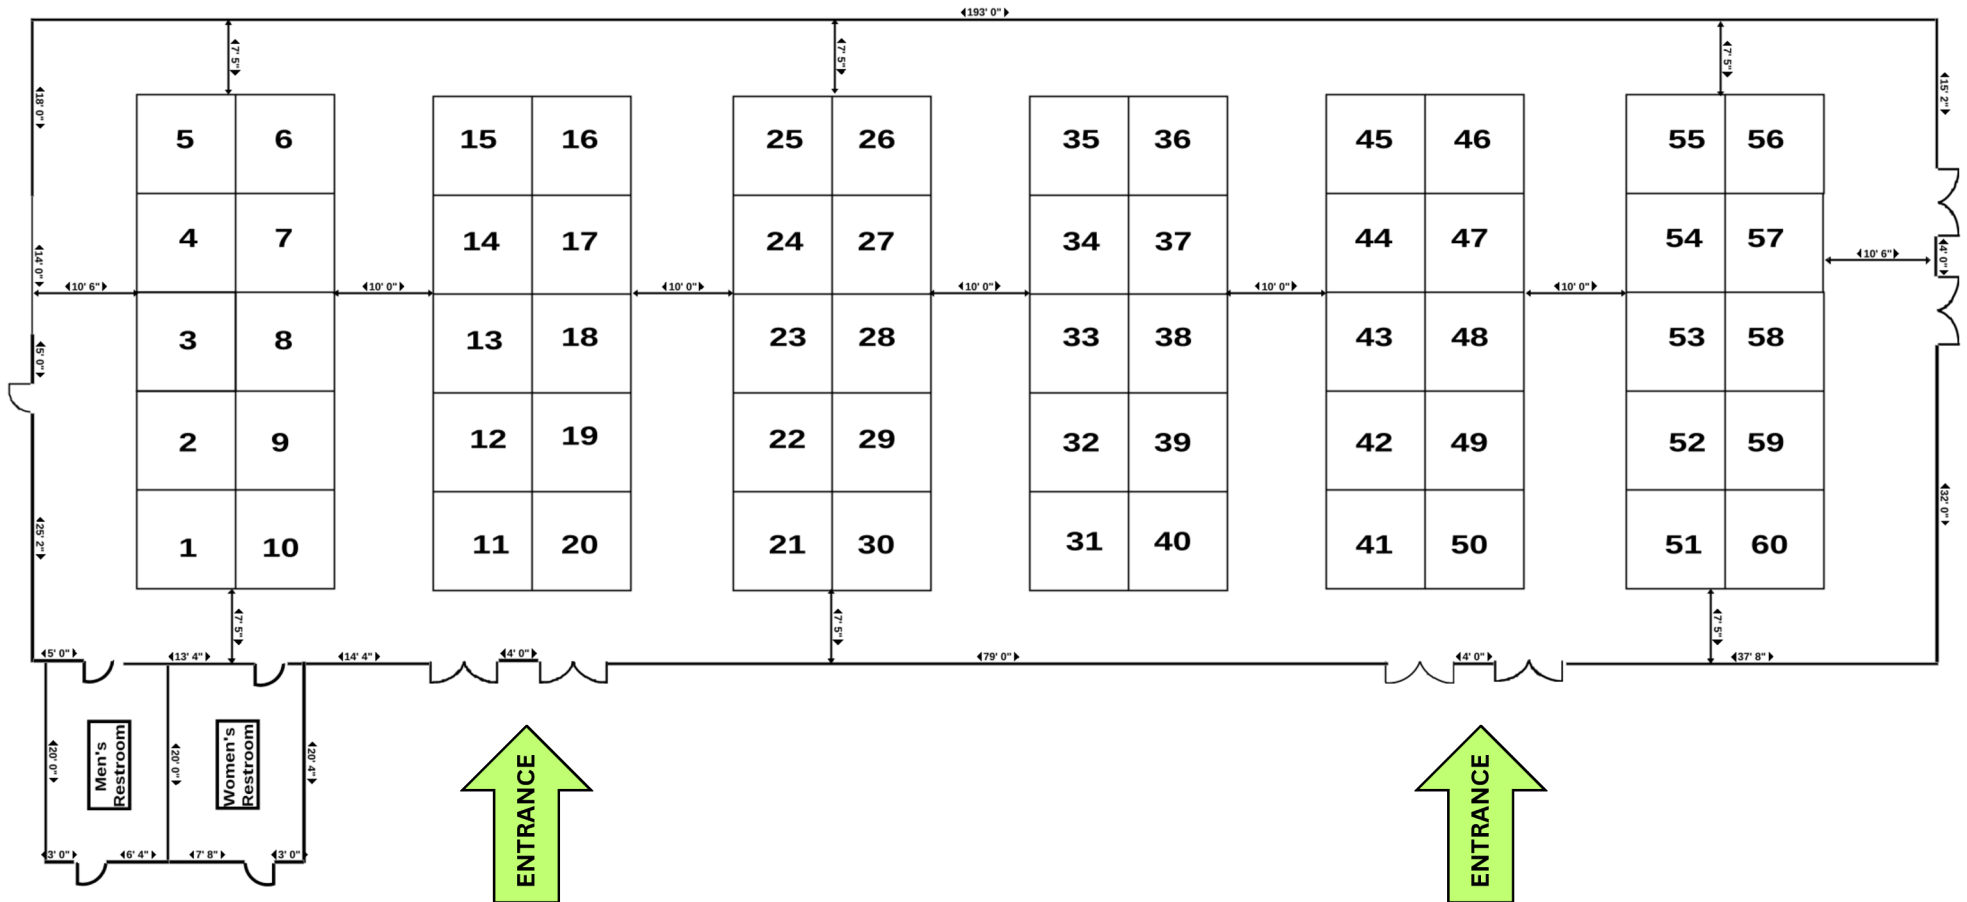 193' 0"
7' 5" 7' 5" 7' 5"
18' 0" 15' 2"
5 6 15 16 25 26 35 36 45 46 55 56
4 7 14 17 24 27 34 37 44 47 54 57
14' 0" 10' 6" 4' 0"
10' 6" 10' 0" 10' 0" 10' 0" 10' 0" 10' 0"
3 8 13 18 23 28 33 38 43 48 53 58
5' 0"
2 9 12 19 22 29 32 39 42 49 52 59
25' 2" 32' 0"
1 10 11 20 21 30 31 40 41 50 51 60
7' 5" 7' 5" 7' 5"
5' 0" 13' 4" 14' 4" 4' 0" 79' 0" 4' 0" 37' 8"
20' 0" 20' 0" 20' 4"
Men's
Restroom
Women's
Restroom
ENTRANCE
ENTRANCE
3' 0" 6' 4" 7' 8" 3' 0"